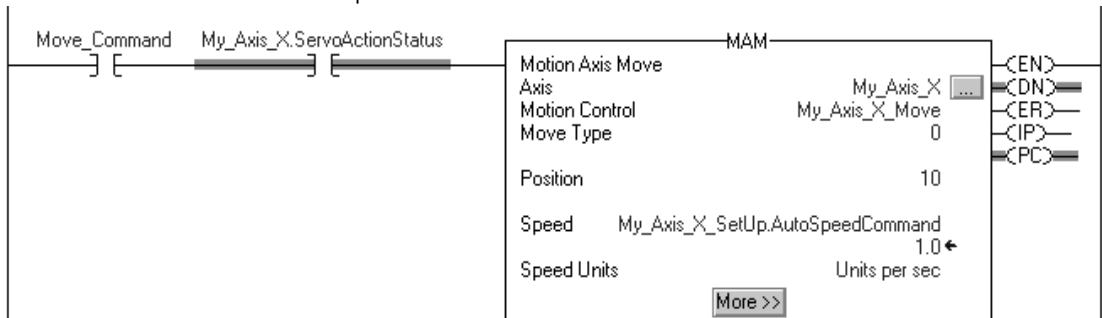 Move_Command My_Axis_X.ServoActionStatus
MAM
Motion Axis Move
Axis My_Axis_X ...
Motion Control My_Axis_X_Move
Move Type 0
Position 10
Speed My_Axis_X_SetUp.AutoSpeedCommand
1.0
Speed Units Units per sec
More >>
EN
DN
ER
IP
PC